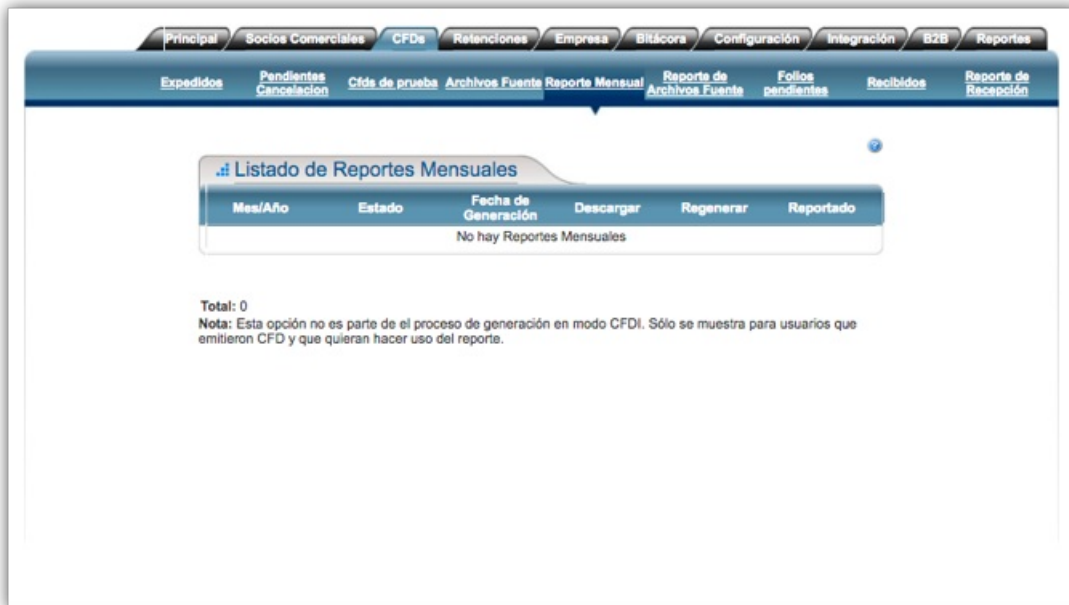 Principal Socios Comerciales CFDs Retenciones Empresa Bitácora Configuración Integración B2B Reportes
Expedidos Pendientes Cancelacion Cfds de prueba Archivos Fuente Reporte Mensual Reporte de Archivos Fuente Folios pendientes Recibidos Reporte de Recepción
Listado de Reportes Mensuales
Mes/Año Estado Fecha de Generación Descargar Regenerar Reportado
No hay Reportes Mensuales
Total: 0
Nota: Esta opción no es parte de el proceso de generación en modo CFDI. Sólo se muestra para usuarios que
emitieron CFD y que quieran hacer uso del reporte.